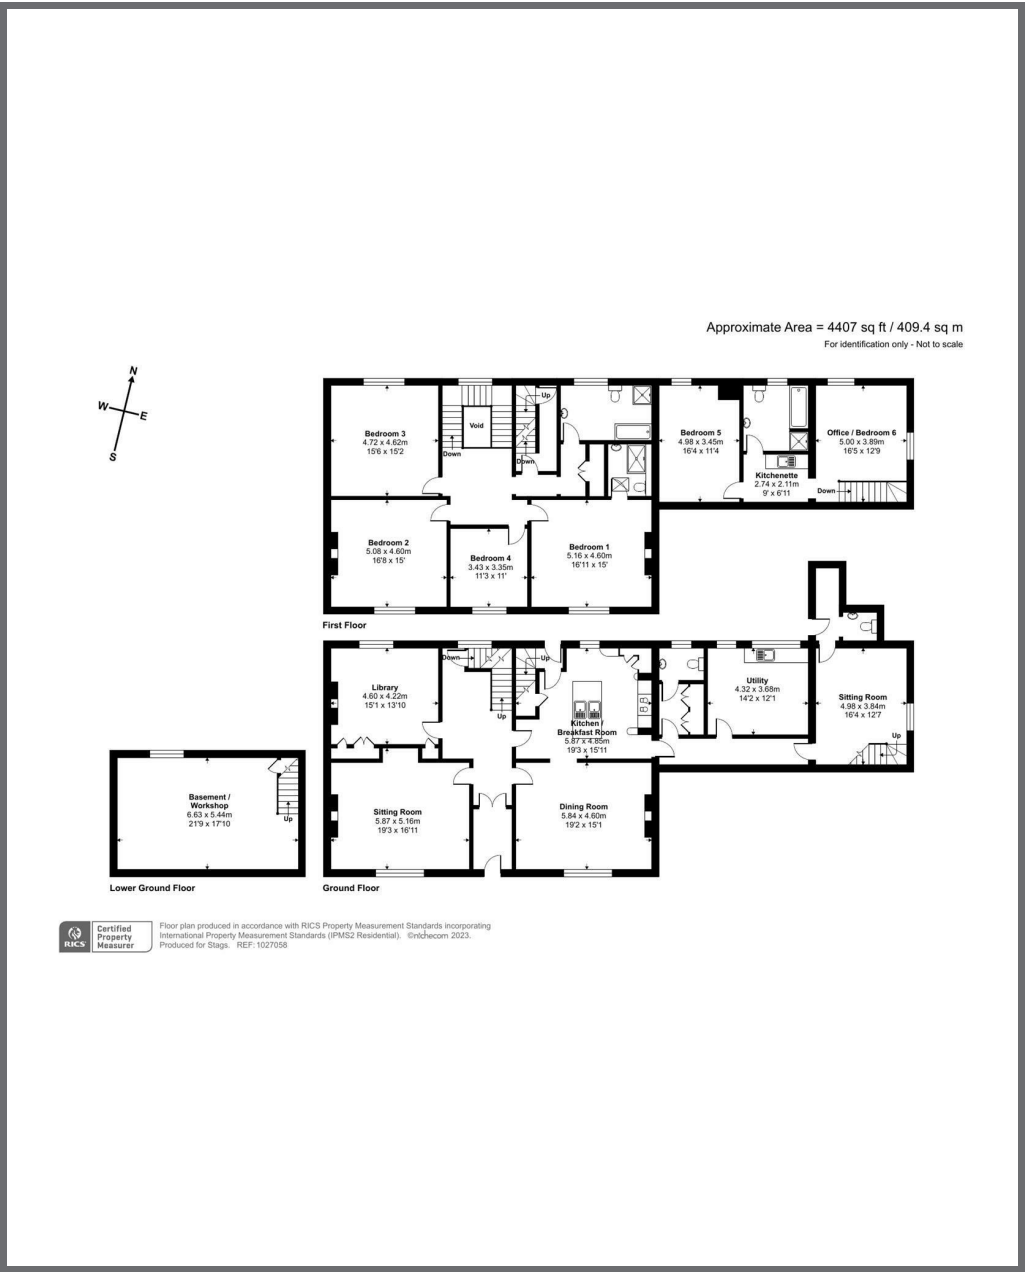 Approximate Area = 4407 sq ft / 409.4 sq m
For identification only - Not to scale
N
W
E
S
Bedroom 3
4.72 x 4.62m
15'6 x 15'2
Void
Down
Up
Down
Bedroom 5
4.98 x 3.45m
16'4 x 11'4
Kitchenette
2.74 x 2.11m
9' x 6'11
Office / Bedroom 6
5.00 x 3.89m
16'5 x 12'9
Down
Bedroom 2
5.08 x 4.60m
16'8 x 15'
Bedroom 4
3.43 x 3.35m
11'3 x 11'
Bedroom 1
5.16 x 4.60m
16'11 x 15'
First Floor
Library
4.60 x 4.22m
15'1 x 13'10
Down
Up
Up
Kitchen /
Breakfast Room
5.87 x 4.85m
19'3 x 15'11
Utility
4.32 x 3.68m
14'2 x 12'1
Sitting Room
4.98 x 3.84m
16'4 x 12'7
Up
Sitting Room
5.87 x 5.16m
19'3 x 16'11
Dining Room
5.84 x 4.60m
19'2 x 15'1
Basement /
Workshop
6.63 x 5.44m
21'9 x 17'10
Up
Lower Ground Floor
Ground Floor
RICS
Certified
Property
Measurer
Floor plan produced in accordance with RICS Property Measurement Standards incorporating
International Property Measurement Standards (IPMS2 Residential). ©ntchecom 2023.
Produced for Stags. REF: 1027058